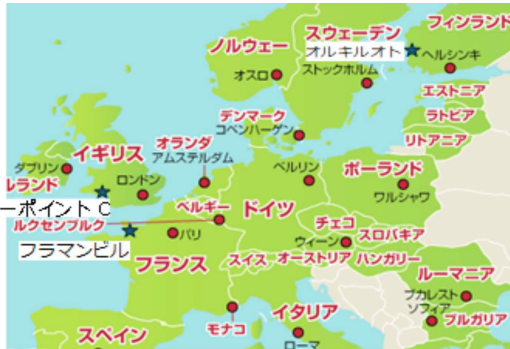 フィンランド
スウェーデン
ノルウェー
オルキルオト
ヘルシンキ
オスロ
ストックホルム
エストニア
デンマーク
ラトビア
コペンハーゲン
リトアニア
オランダ
イギリス
アムステルダム
ダブリン
ベルリン
ポーランド
ルランド
ロンドン
ワルシャワ
ーポイント C
ベルギー
ドイツ
ルクセンブルク
チェコ
スロバキア
パリ
ウィーン
フラマンビル
フランス
スイス
オーストリア
ハンガリー
ルーマニア
ブカレスト
ソフィア
モナコ
イタリア
ブルガリア
スペイン
ローマ